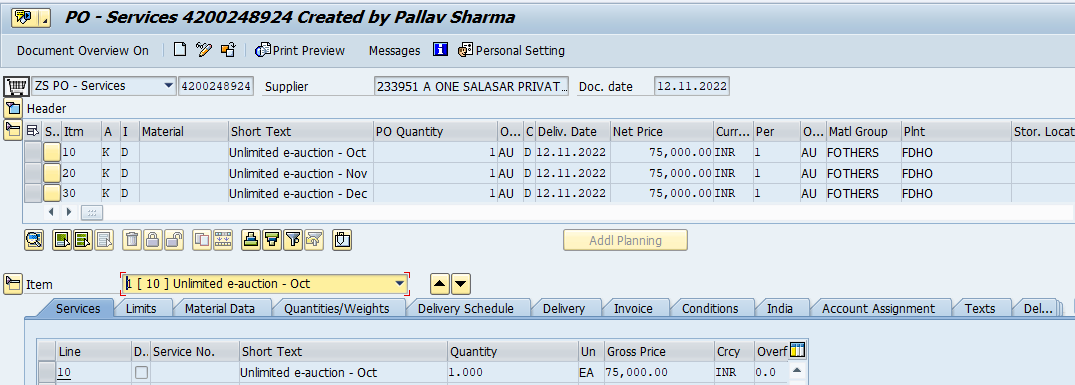 PO - Services 4200248924 Created by Pallav Sharma
Document Overview On Print Preview Messages Personal Setting
ZS PO - Services 4200248924 Supplier 233951 A ONE SALASAR PRIVAT... Doc. date 12.11.2022
Header
S.. Itm A I Material Short Text PO Quantity O... C Deliv. Date Net Price Curr... Per O... Matl Group Plnt Stor. Locat
10 K D Unlimited e-auction - Oct 1 AU D 12.11.2022 75,000.00 INR 1 AU FOTHERS FDHO
20 K D Unlimited e-auction - Nov 1 AU D 12.11.2022 75,000.00 INR 1 AU FOTHERS FDHO
30 K D Unlimited e-auction - Dec 1 AU D 12.11.2022 75,000.00 INR 1 AU FOTHERS FDHO
Addl Planning
Item 1 [ 10 ] Unlimited e-auction - Oct
Services Limits Material Data Quantities/Weights Delivery Schedule Delivery Invoice Conditions India Account Assignment Texts Del...
Line D.. Service No. Short Text Quantity Un Gross Price Crcy Overf
10 Unlimited e-auction - Oct 1.000 EA 75,000.00 INR 0.0